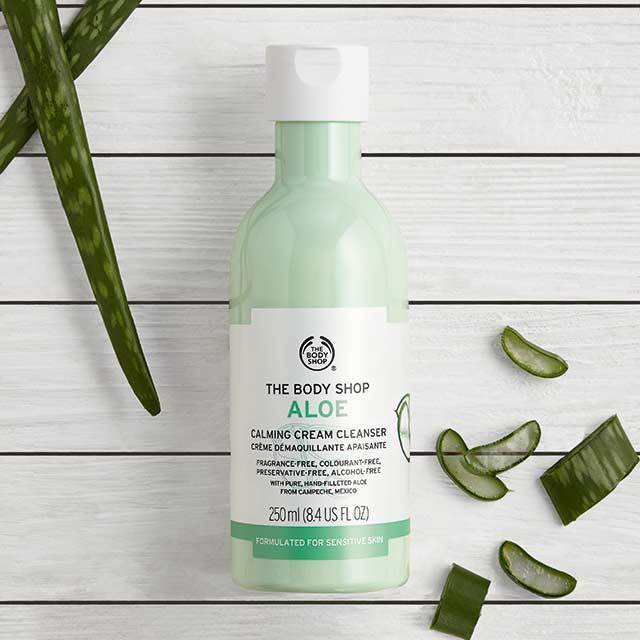 THE
BODY
SHOP
®
THE BODY SHOP
ALOE
CALMING CREAM CLEANSER
CRÈME DÉMAQUILLANTE APAISANTE
FRAGRANCE-FREE, COLOURANT-FREE,
PRESERVATIVE-FREE, ALCOHOL-FREE
WITH PURE, HAND-FILLETED ALOE
FROM CAMPECHE, MEXICO
250 ml (8.4 US FL OZ)
FORMULATED FOR SENSITIVE SKIN